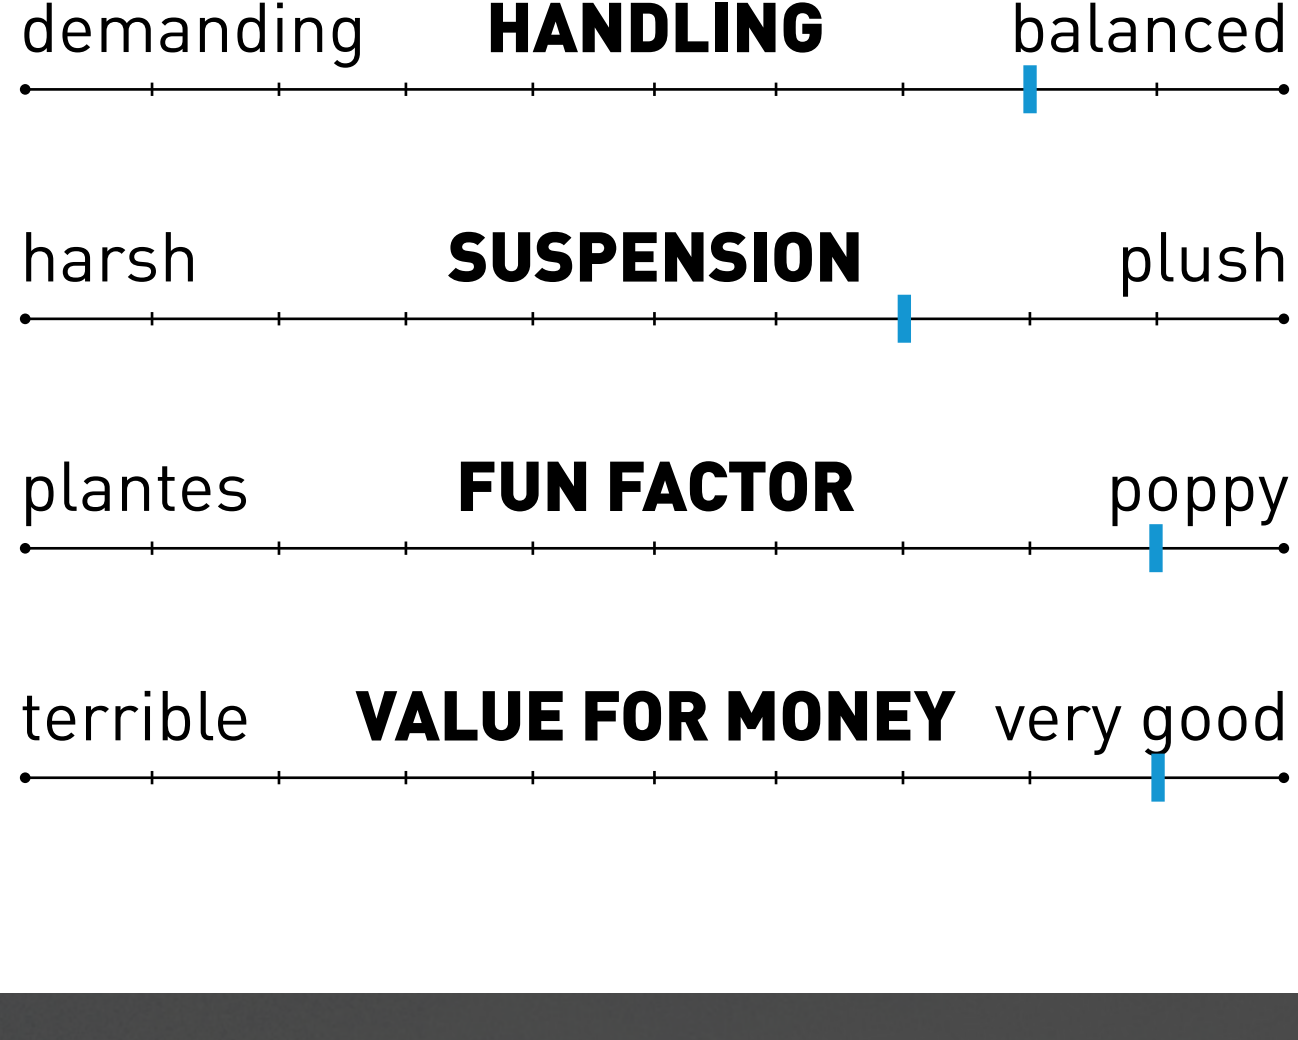 demanding HANDLING balanced
harsh SUSPENSION plush
plantes FUN FACTOR poppy
terrible VALUE FOR MONEY very good